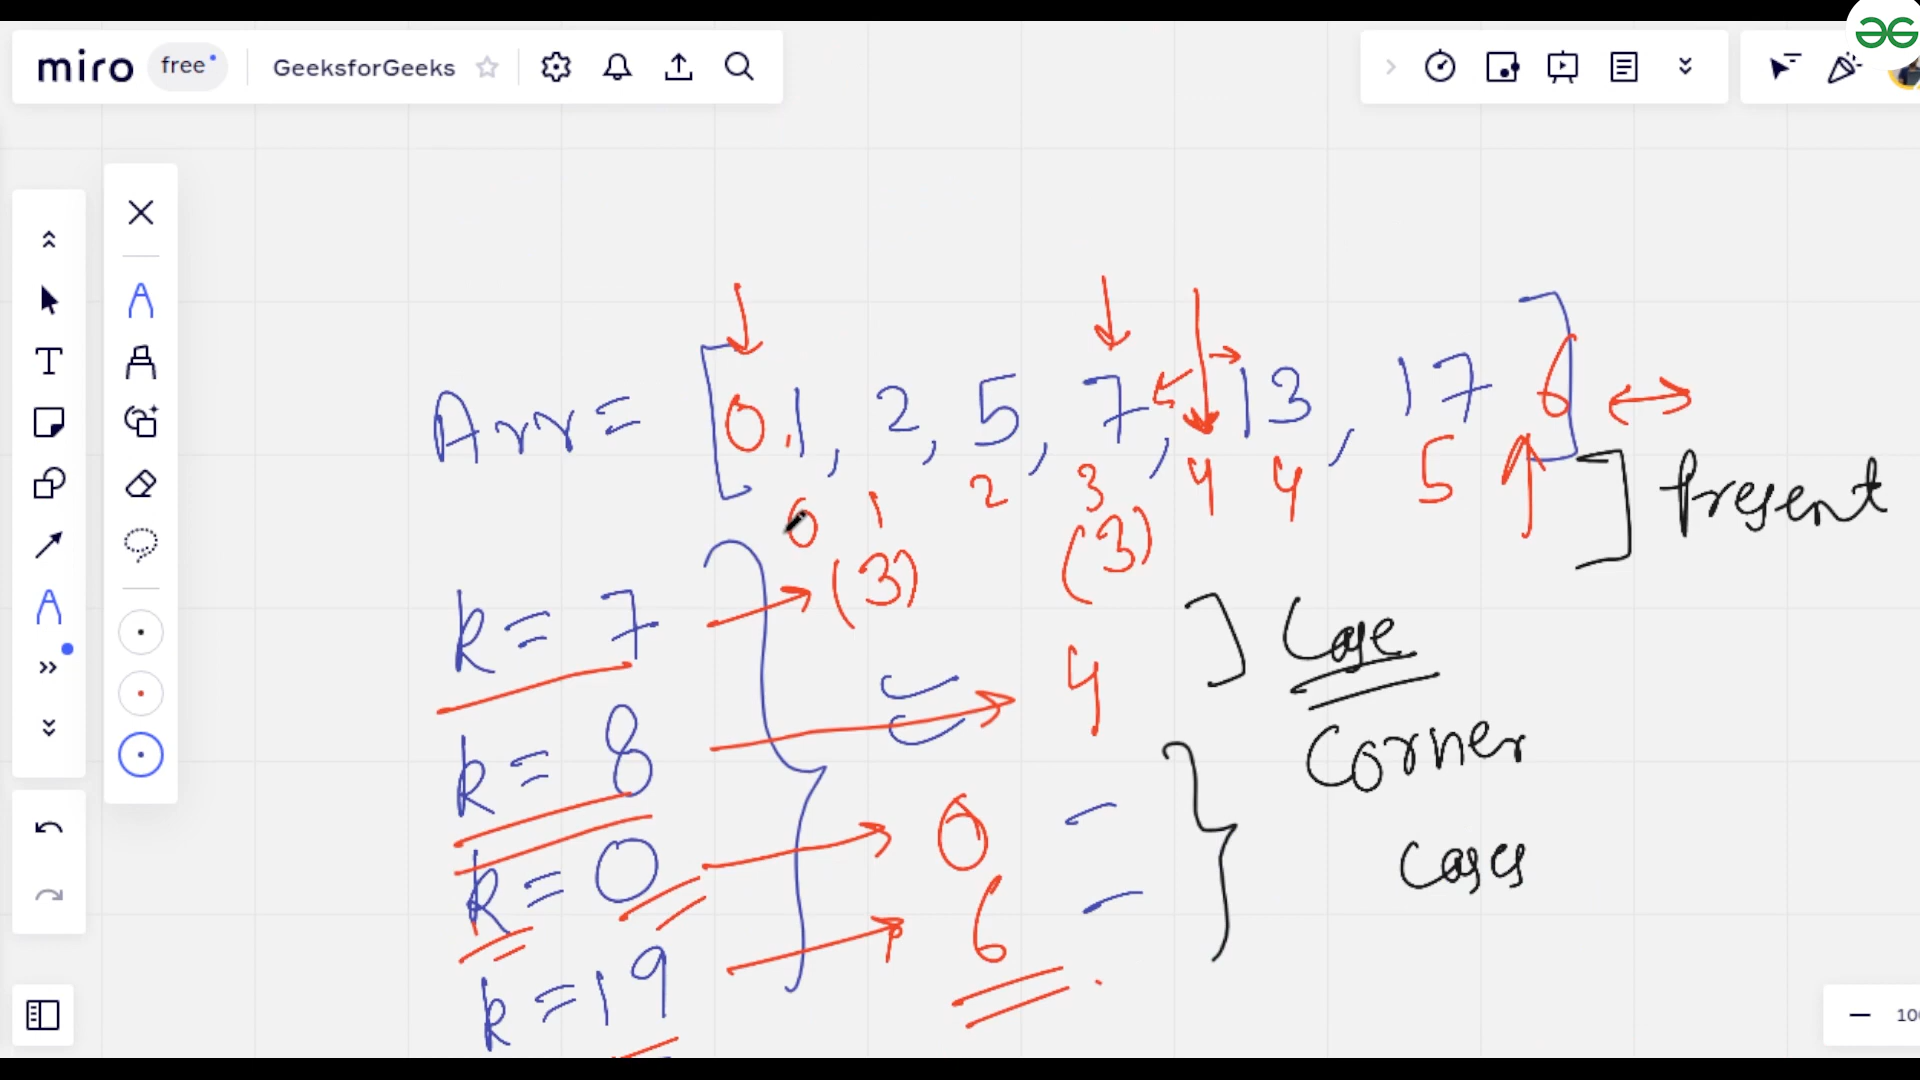 miro free GeeksforGeeks
Arr = [0, 1, 2, 5, 7, 13, 17 6]
0 1 2 3 4 4 5
Present
(3) (3)
k = 7
Case
4
k = 8
Corner
k = 0 0
Cases
k = 19 6
10